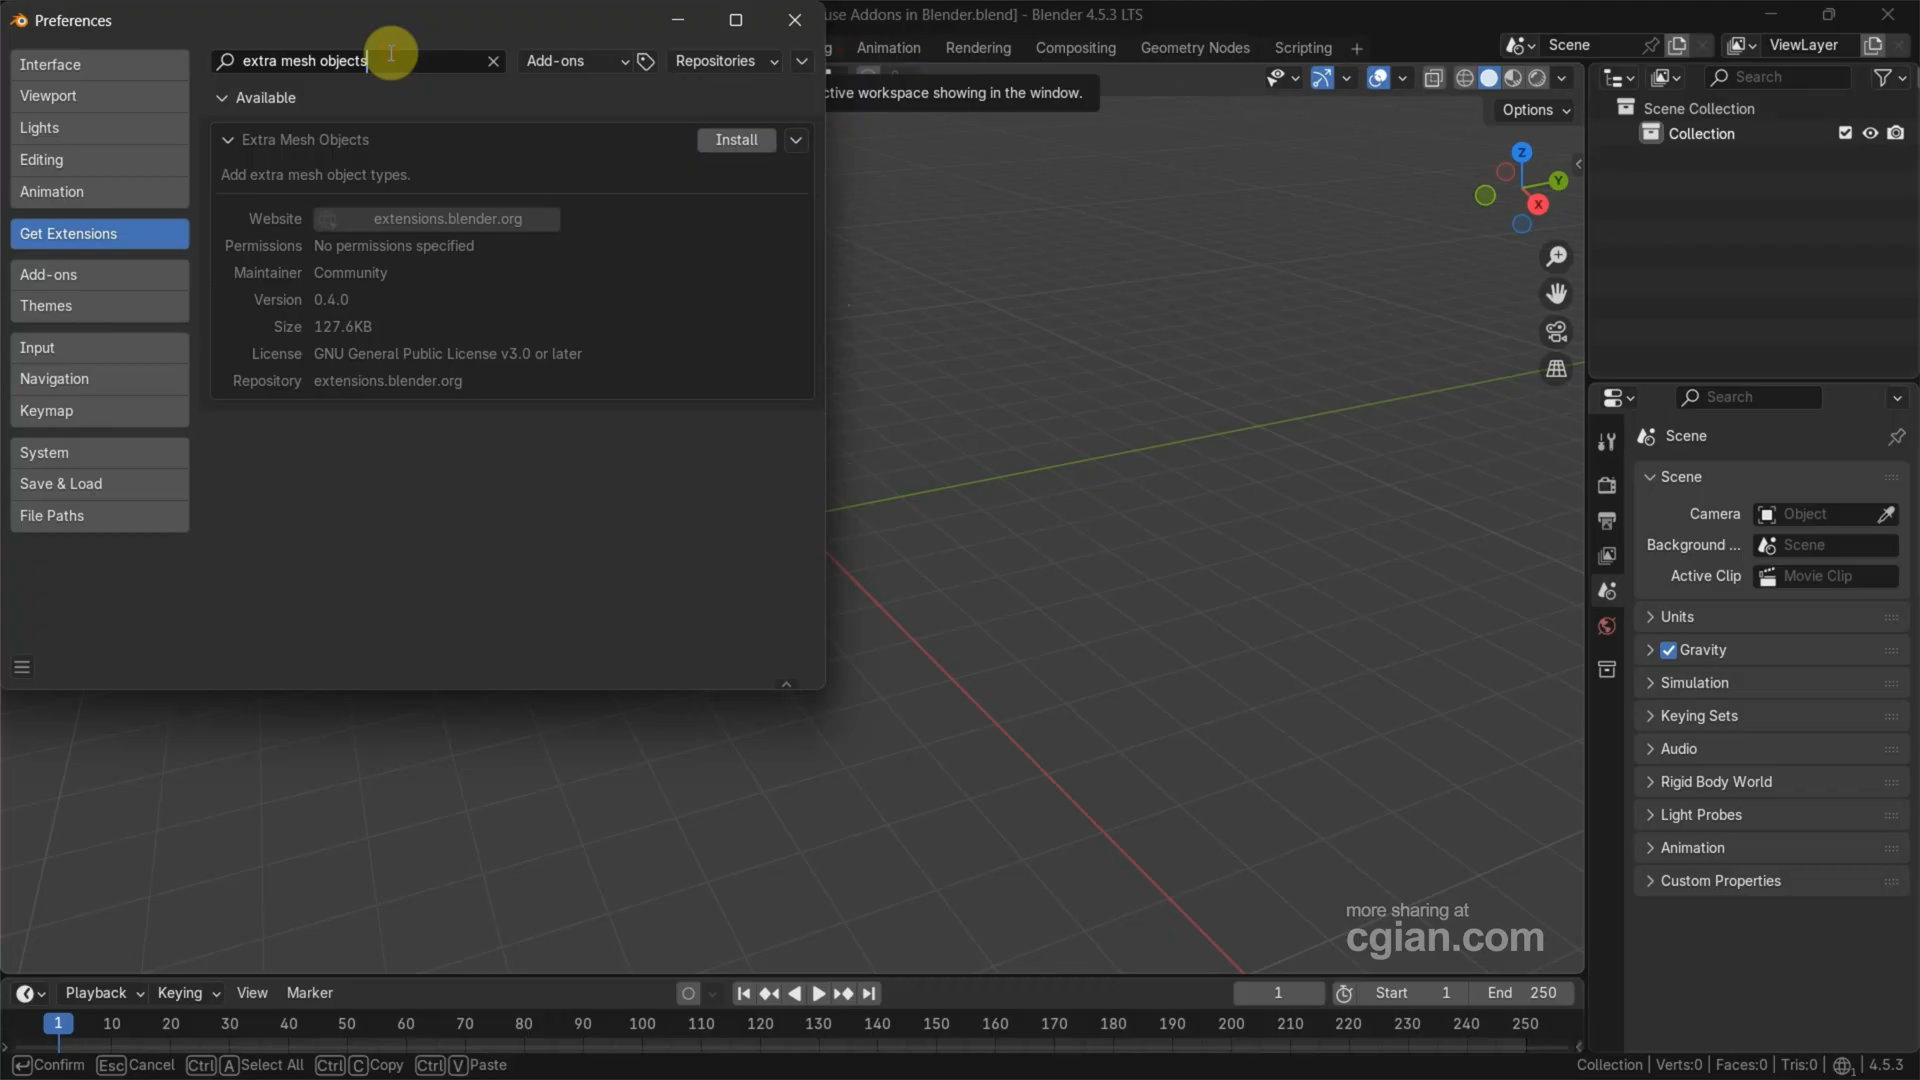 Preferences
use Addons in Blender.blend] - Blender 4.5.3 LTS
g Animation Rendering Compositing Geometry Nodes Scripting +
Scene
ViewLayer
Interface
Viewport
Lights
Editing
Animation
Get Extensions
Add-ons
Themes
Input
Navigation
Keymap
System
Save & Load
File Paths
extra mesh objects
Add-ons
Repositories
Available
Extra Mesh Objects
Install
Add extra mesh object types.
Website extensions.blender.org
Permissions No permissions specified
Maintainer Community
Version 0.4.0
Size 127.6KB
License GNU General Public License v3.0 or later
Repository extensions.blender.org
ctive workspace showing in the window.
Options
Z
Y
X
Search
Scene Collection
Collection
Search
Scene
Scene
Camera Object
Background ... Scene
Active Clip Movie Clip
Units
Gravity
Simulation
Keying Sets
Audio
Rigid Body World
Light Probes
Animation
Custom Properties
more sharing at
cgian.com
Playback Keying View Marker
1
Start 1
End 250
1 10 20 30 40 50 60 70 80 90 100 110 120 130 140 150 160 170 180 190 200 210 220 230 240 250
Confirm Esc Cancel Ctrl A Select All Ctrl C Copy Ctrl V Paste
Collection | Verts:0 | Faces:0 | Tris:0 | 1 | 4.5.3